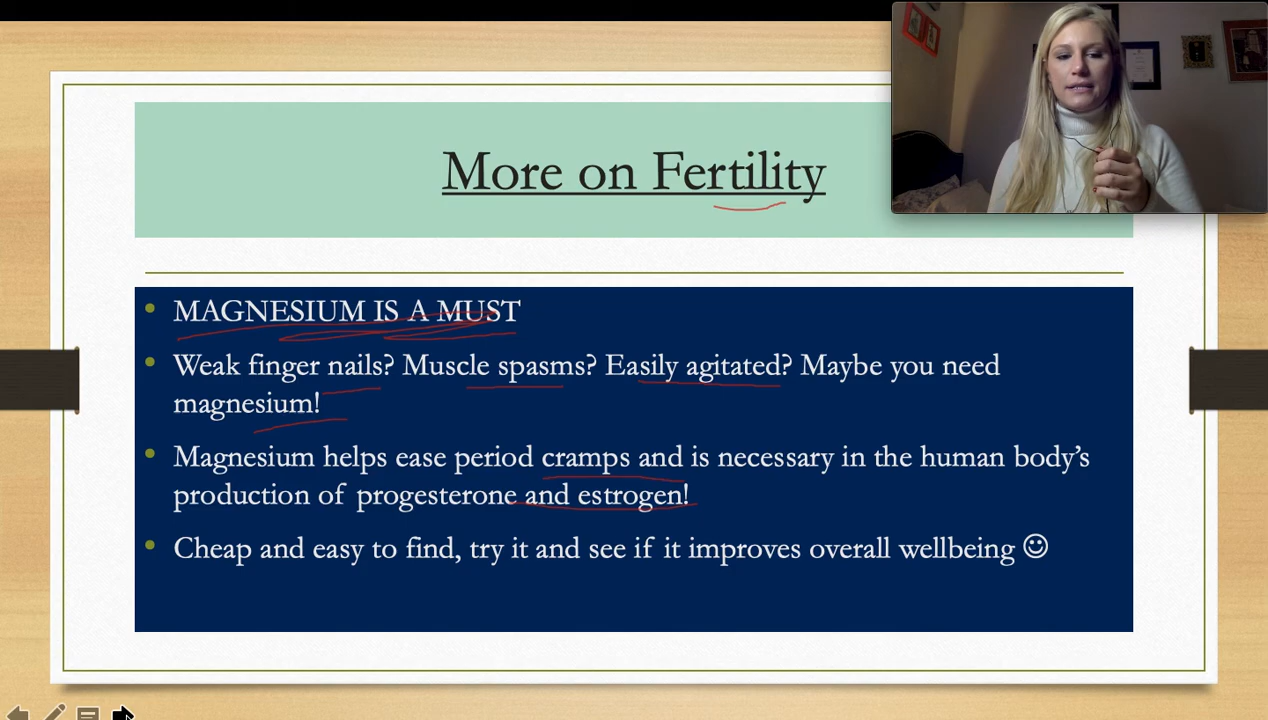 More on Fertility
• MAGNESIUM IS A MUST
• Weak finger nails? Muscle spasms? Easily agitated? Maybe you need
magnesium!
• Magnesium helps ease period cramps and is necessary in the human body’s
production of progesterone and estrogen!
• Cheap and easy to find, try it and see if it improves overall wellbeing ☺